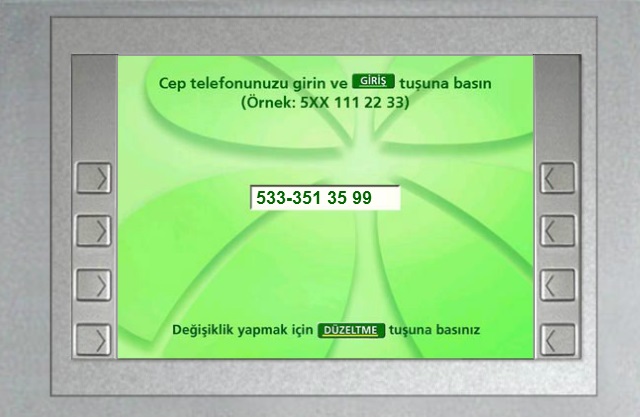 Cep telefonunuzu girin ve GİRİŞ tuşuna basın
(Örnek: 5XX 111 22 33)
533-351 35 99
Değişiklik yapmak için DÜZELTME tuşuna basınız